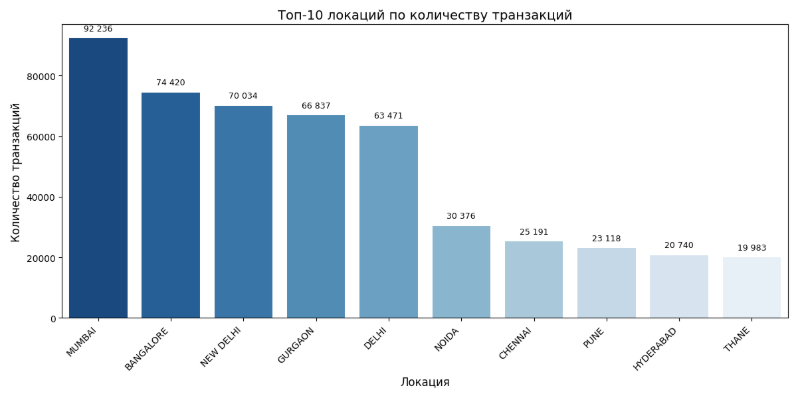 Топ-10 локаций по количеству транзакций
Количество транзакций
80000
60000
40000
20000
0
92 236
74 420
70 034
66 837
63 471
30 376
25 191
23 118
20 740
19 983
MUMBAI
BANGALORE
NEW DELHI
GURGAON
DELHI
NOIDA
CHENNAI
PUNE
HYDERABAD
THANE
Локация